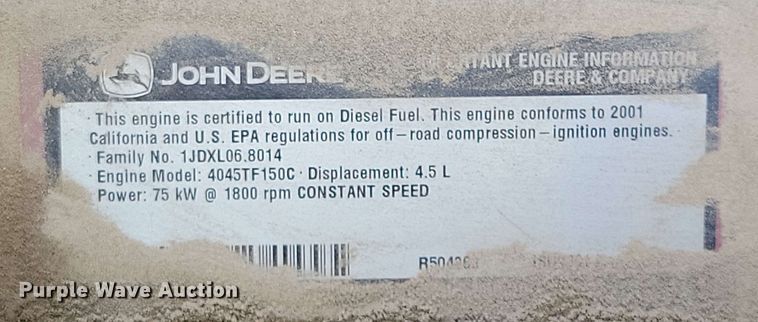 JOHN DEERE
ENGINE INFORMATION
DEERE & COMPANY
This engine is certified to run on Diesel Fuel. This engine conforms to 2001
California and U.S. EPA regulations for off-road compression-ignition engines.
Family No. 1JDXL06.8014
Engine Model: 4045TF150C · Displacement: 4.5 L
Power: 75 kW @ 1800 rpm CONSTANT SPEED
Purple Wave Auction